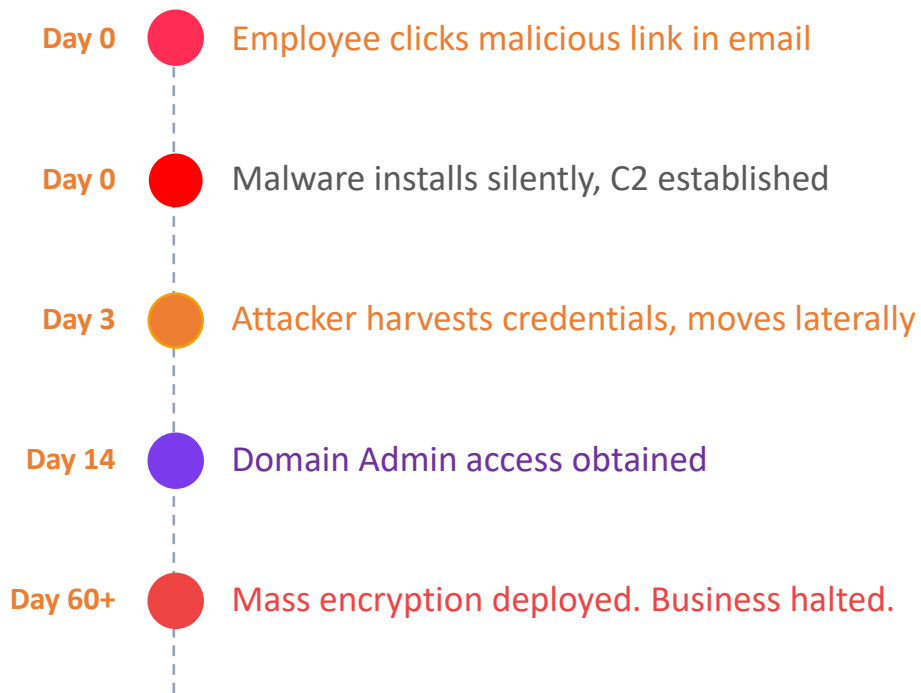 Day 0 Employee clicks malicious link in email
Day 0 Malware installs silently, C2 established
Day 3 Attacker harvests credentials, moves laterally
Day 14 Domain Admin access obtained
Day 60+ Mass encryption deployed. Business halted.